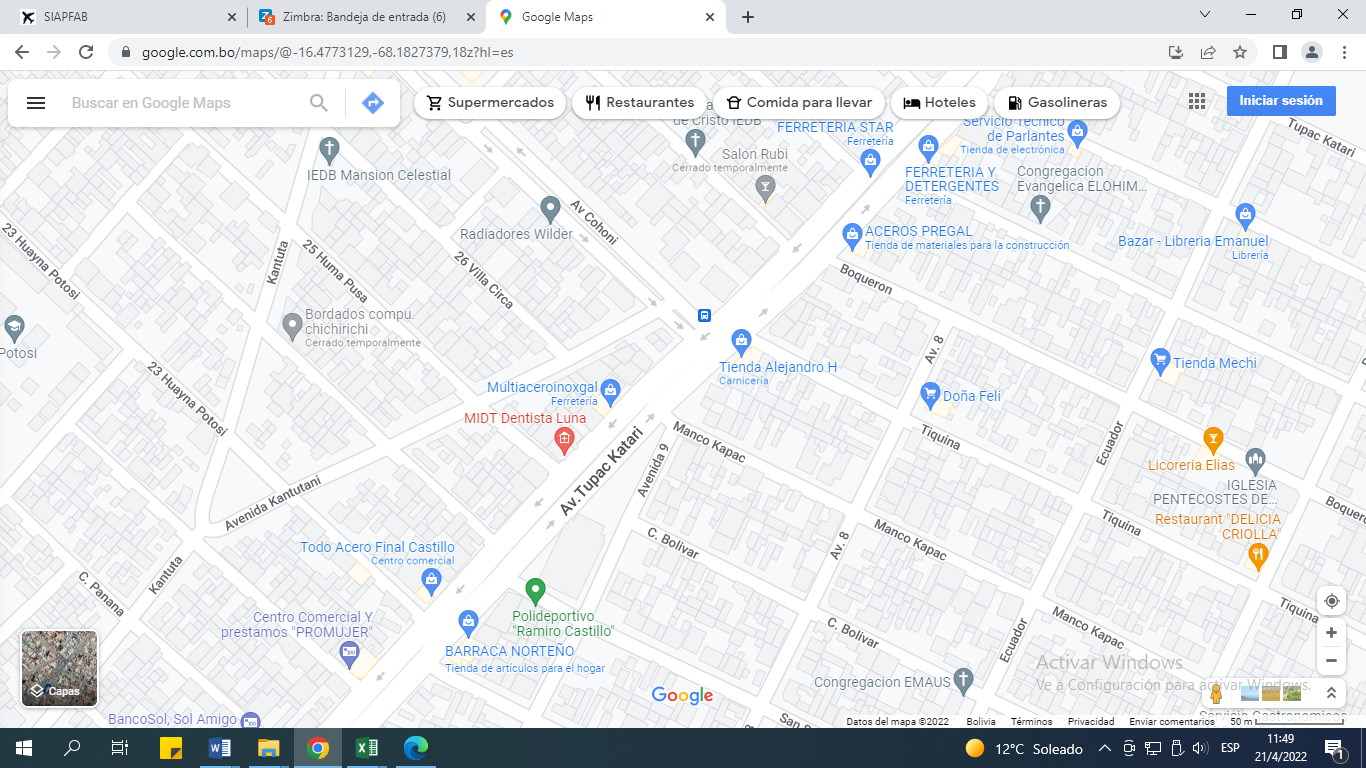 SIAPFAB
Zimbra: Bandeja de entrada (6)
Google Maps
google.com.bo/maps/@-16.4773129,-68.1827379,18z?hl=es
Buscar en Google Maps
Supermercados
Restaurantes
Comida para llevar
Hoteles
Gasolineras
Iniciar sesión
de Cristo IEDB
FERRETERIA STAR
Ferretería
Servicio Tecnico
de Parlantes
Tienda de electrónica
Tupac Katari
IEDB Mansion Celestial
Salon Rubi
Cerrado temporalmente
FERRETERIA Y
DETERGENTES
Ferretería
Congregacion
Evangelica ELOHIM...
Radiadores Wilder
Av Cohoni
ACEROS PREGAL
Tienda de materiales para la construcción
Bazar - Libreria Emanuel
Librería
23 Huayna Potosi
Kantuta
25 Huma Pusa
26 Villa Circa
Boqueron
Bordados compu.
chichirichi
Cerrado temporalmente
Potosi
Av. 8
Tienda Alejandro H
Carnicería
Tienda Mechi
Multiaceroinoxgal
Ferretería
Doña Feli
23 Huayna Potosi
MIDT Dentista Luna
Manco Kapac
Tiquina
Ecuador
Av. Tupac Katari
Avenida 9
Licoreria Elias
IGLESIA
PENTECOSTES DE...
Boqueron
Avenida Kantutani
Restaurant "DELICIA
CRIOLLA"
Tiquina
Manco Kapac
Av. 8
C. Bolivar
Todo Acero Final Castillo
Centro comercial
Kantuta
C. Panana
Polideportivo
"Ramiro Castillo"
Centro Comercial Y
prestamos "PROMUJER"
Tiquina
Manco Kapac
C. Bolivar
Ecuador
BARRACA NORTEÑO
Tienda de artículos para el hogar
Activar Windows
Ve a Configuración para activar Windows.
Congregacion EMAUS
Capas
Google
BancoSol, Sol Amigo
San S
Servicio Gastronomicos
Datos del mapa ©2022
Bolivia
Términos
Privacidad
Enviar comentarios
50 m
12°C Soleado
ESP
11:49
21/4/2022
1